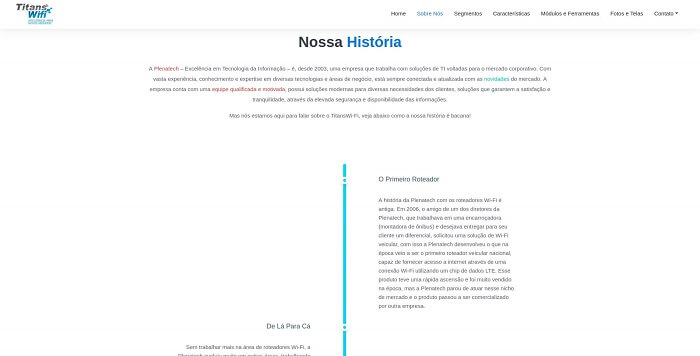 Titans
Wifi
Home Sobre Nós Segmentos Características Módulos e Ferramentas Fotos e Telas Contato
Nossa História
A Plenatech – Excelência em Tecnologia da Informação – é, desde 2003, uma empresa que trabalha com soluções de TI voltadas para o mercado corporativo. Com
vasta experiência, conhecimento e expertise em diversas tecnologias e áreas de negócio, está sempre conectada e atualizada com as novidades do mercado. A
empresa conta com uma equipe qualificada e motivada, possui soluções modernas para diversas necessidades dos clientes, soluções que garantem a satisfação e
tranquilidade, através da elevada segurança e disponibilidade das informações.
Mas nós estamos aqui para falar sobre o TitansWi-Fi, veja abaixo como a nossa história é bacana!
O Primeiro Roteador
A história da Plenatech com os roteadores Wi-Fi é
antiga. Em 2006, o amigo de um dos diretores da
Plenatech, que trabalhava em uma encarroçadora
(montadora de ônibus) e desejava entregar para seu
cliente um diferencial, solicitou uma solução de Wi-Fi
veicular, com isso a Plenatech desenvolveu o que na
época veio a ser o primeiro roteador veicular nacional,
capaz de fornecer acesso a internet através de uma
conexão Wi-Fi utilizando um chip de dados LTE. Esse
produto teve uma rápida ascensão e foi muito vendido
na época, mas a Plenatech parou de atuar nesse nicho
de mercado e o produto passou a ser comercializado
por outra empresa.
De Lá Para Cá
Sem trabalhar mais na área de roteadores Wi-Fi, a